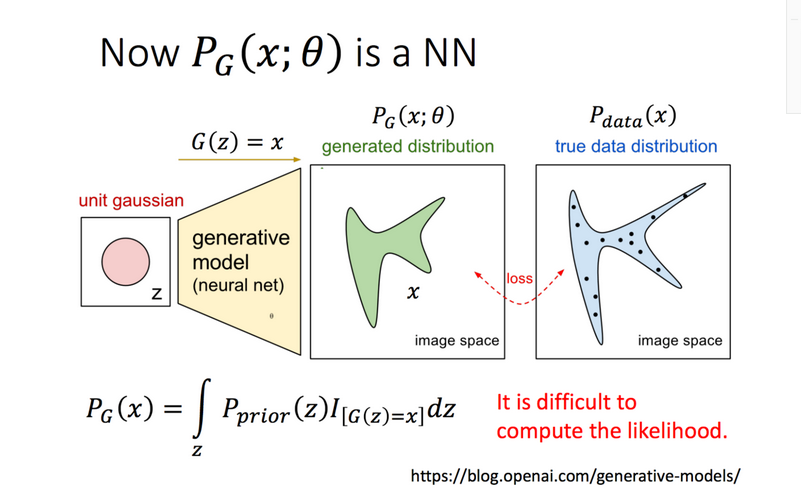 Now P_G(x; θ) is a NN
P_G(x; θ)
P_data(x)
G(z) = x
generated distribution
true data distribution
unit gaussian
generative
model
(neural net)
θ
z
x
image space
loss
image space
P_G(x) = ∫_z P_prior(z)I_[G(z)=x]dz
It is difficult to
compute the likelihood.
https://blog.openai.com/generative-models/